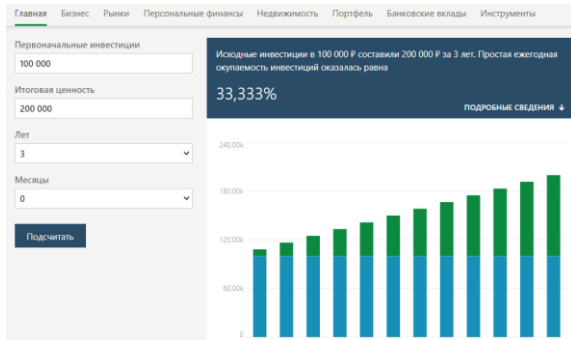 Главная Бизнес Рынки Персональные финансы Недвижимость Портфель Банковские вклады Инструменты
Первоначальные инвестиции
100 000
Итоговая ценность
200 000
Лет
3
Месяцы
0
Подсчитать
Исходные инвестиции в 100 000 ₽ составили 200 000 ₽ за 3 лет. Простая ежегодная
окупаемость инвестиций оказалась равна
33,333%
ПОДРОБНЫЕ СВЕДЕНИЯ ↓
240,00k
180,00k
120,00k
60,00k
0